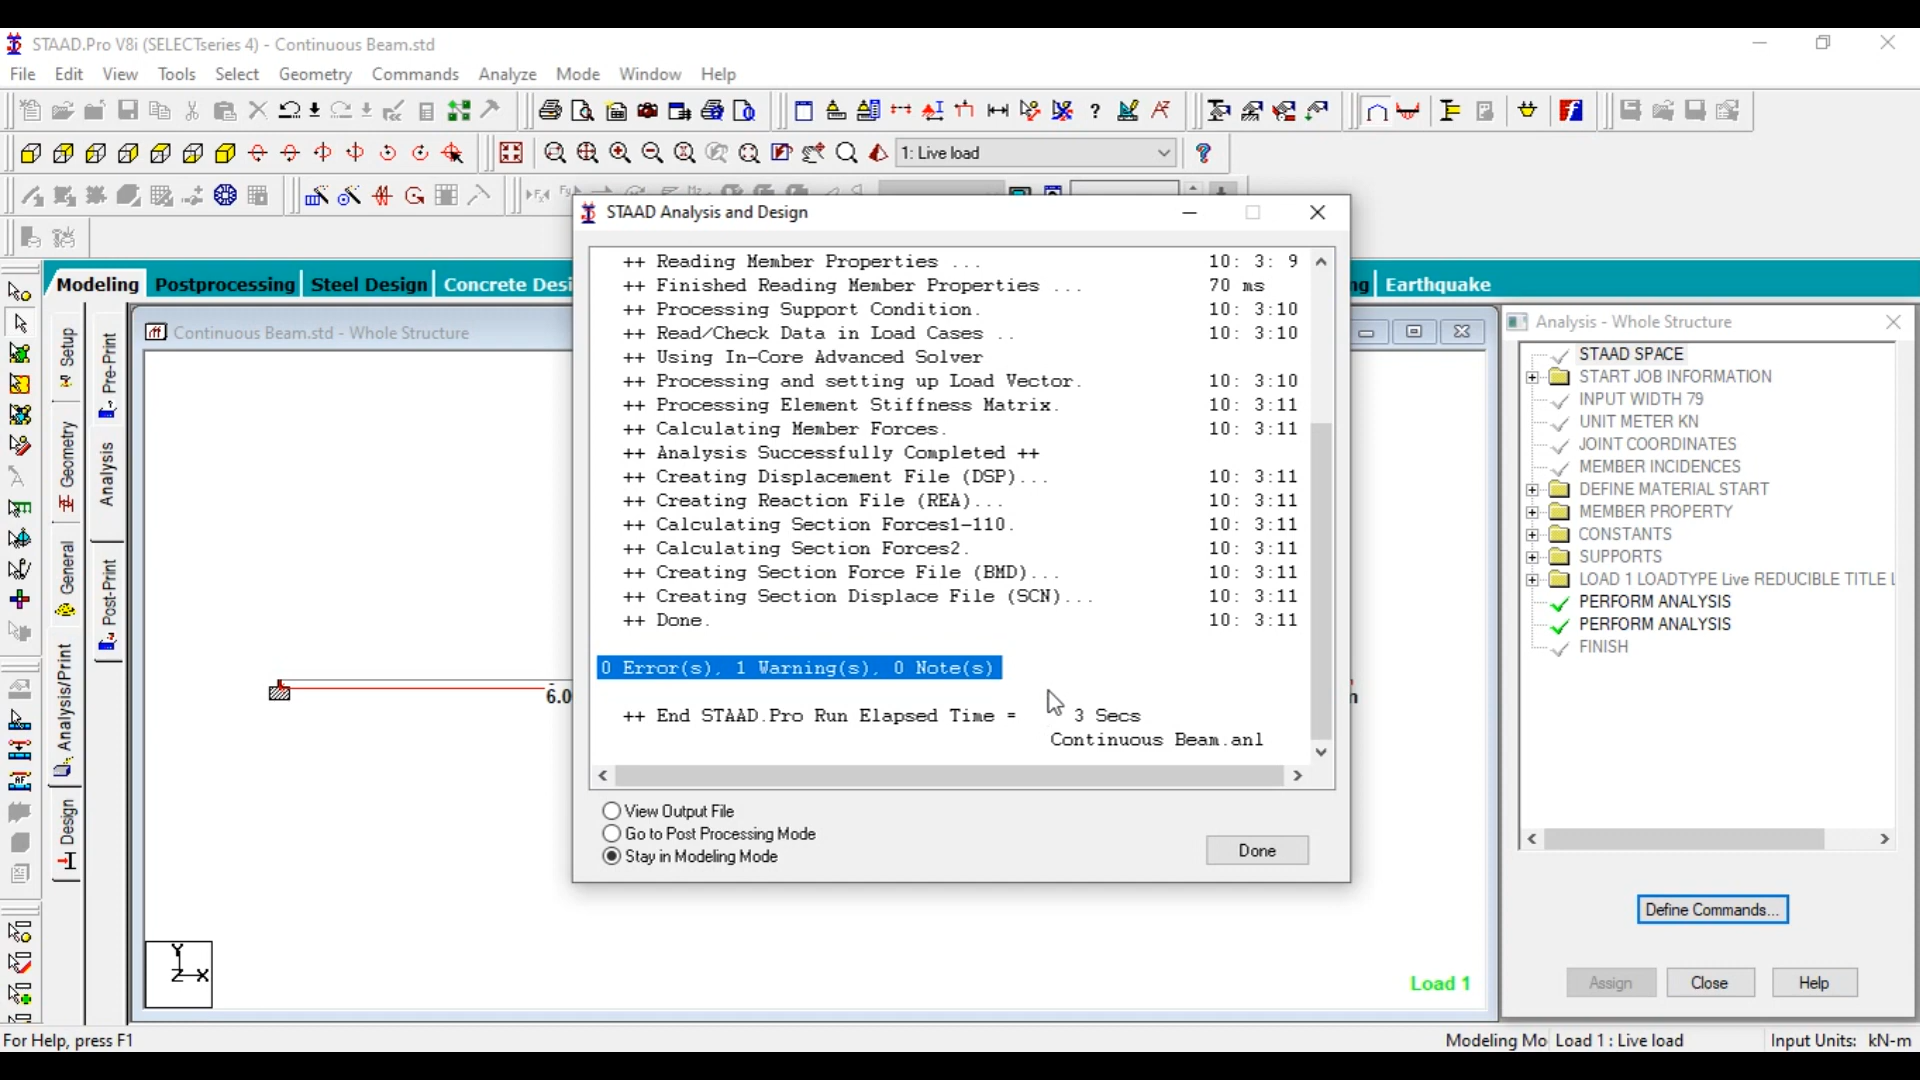 STAAD.Pro V8i (SELECTseries 4) - Continuous Beam.std
File Edit View Tools Select Geometry Commands Analyze Mode Window Help
1: Live load
STAAD Analysis and Design
Modeling Postprocessing Steel Design Concrete Desi
ng Earthquake
Continuous Beam.std - Whole Structure
Setup
Geometry
General
Analysis/Print
Design
Pre-Print
Analysis
Post-Print
6.0
++ Reading Member Properties ... 10: 3: 9
++ Finished Reading Member Properties ... 70 ms
++ Processing Support Condition. 10: 3:10
++ Read/Check Data in Load Cases .. 10: 3:10
++ Using In-Core Advanced Solver
++ Processing and setting up Load Vector. 10: 3:10
++ Processing Element Stiffness Matrix. 10: 3:11
++ Calculating Member Forces. 10: 3:11
++ Analysis Successfully Completed ++
++ Creating Displacement File (DSP)... 10: 3:11
++ Creating Reaction File (REA)... 10: 3:11
++ Calculating Section Forces1-110. 10: 3:11
++ Calculating Section Forces2. 10: 3:11
++ Creating Section Force File (BMD)... 10: 3:11
++ Creating Section Displace File (SCN)... 10: 3:11
++ Done. 10: 3:11
0 Error(s), 1 Warning(s), 0 Note(s)
++ End STAAD.Pro Run Elapsed Time = 3 Secs
Continuous Beam.anl
View Output File
Go to Post Processing Mode
Stay in Modeling Mode
Done
Analysis - Whole Structure
STAAD SPACE
START JOB INFORMATION
INPUT WIDTH 79
UNIT METER KN
JOINT COORDINATES
MEMBER INCIDENCES
DEFINE MATERIAL START
MEMBER PROPERTY
CONSTANTS
SUPPORTS
LOAD 1 LOADTYPE Live REDUCIBLE TITLE L
PERFORM ANALYSIS
PERFORM ANALYSIS
FINISH
Define Commands...
Assign Close Help
Y
Z X
Load 1
For Help, press F1
Modeling Mo Load 1 : Live load Input Units: kN-m